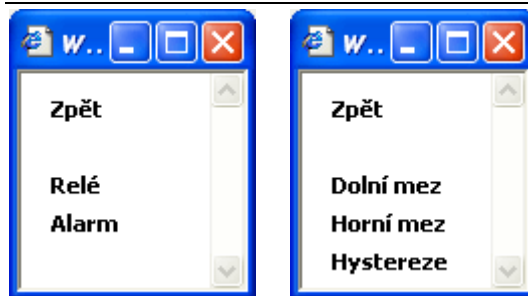 W..
Zpět
Relé
Alarm
W..
Zpět
Dolní mez
Horní mez
Hystereze